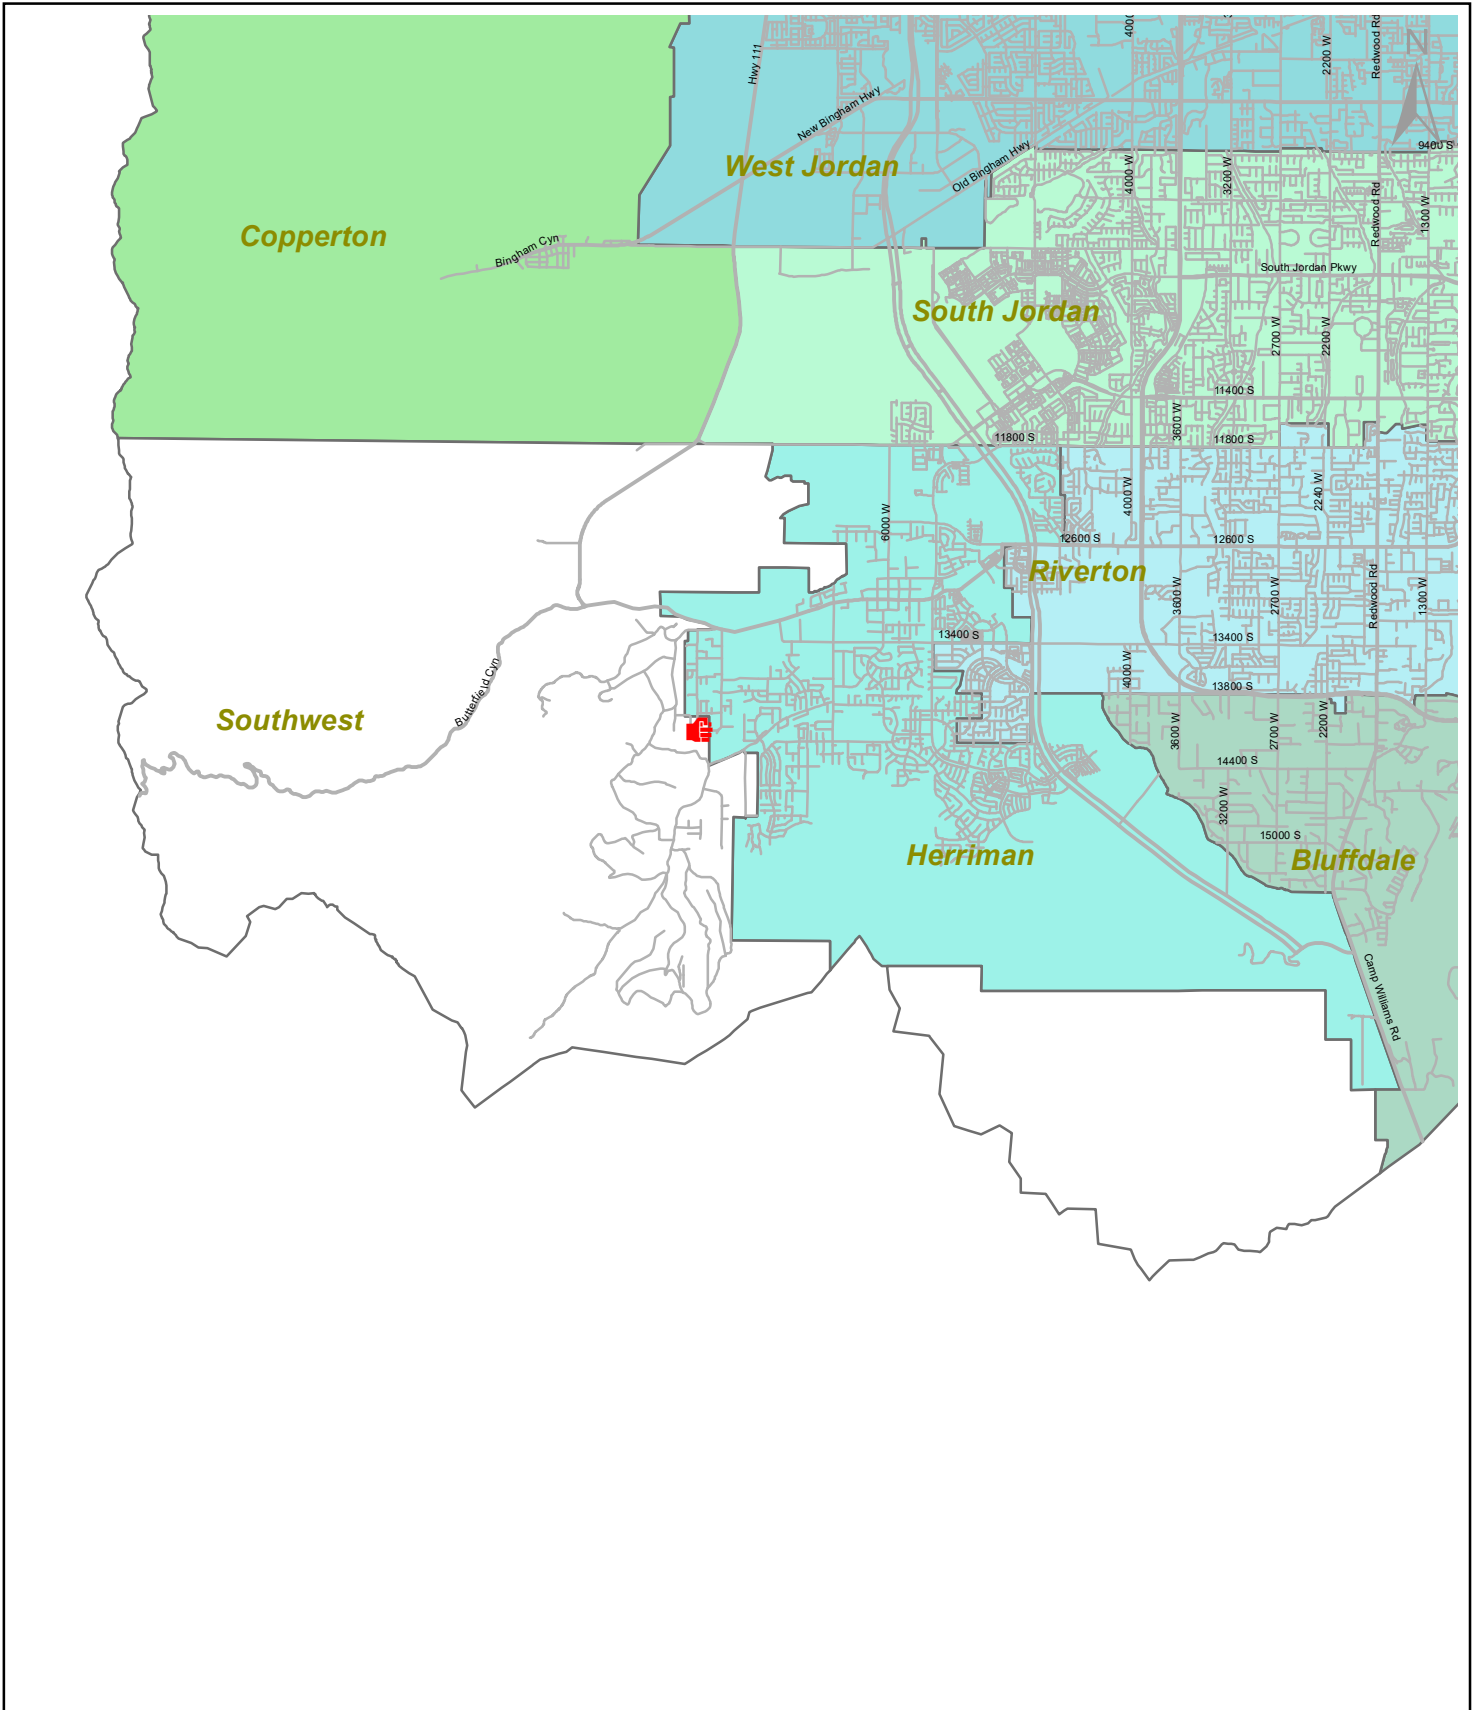 4000
2200 W
Redwood Rd
N
Hwy 111
New Bingham Hwy
Old Bingham Hwy
9400 S
West Jordan
4000 W
3200 W
Redwood Rd
1300 W
Copperton
Bingham Cyn
South Jordan Pkwy
South Jordan
2700 W
2200 W
11400 S
3600 W
11800 S
11800 S
6000 W
4000 W
2240 W
12600 S
12600 S
Riverton
3600 W
2700 W
Redwood Rd
1300 W
13400 S
13400 S
4000 W
13800 S
Butterfield Cyn
Southwest
3600 W
2700 W
2200 W
14400 S
3200 W
15000 S
Herriman
Bluffdale
Camp Williams Rd